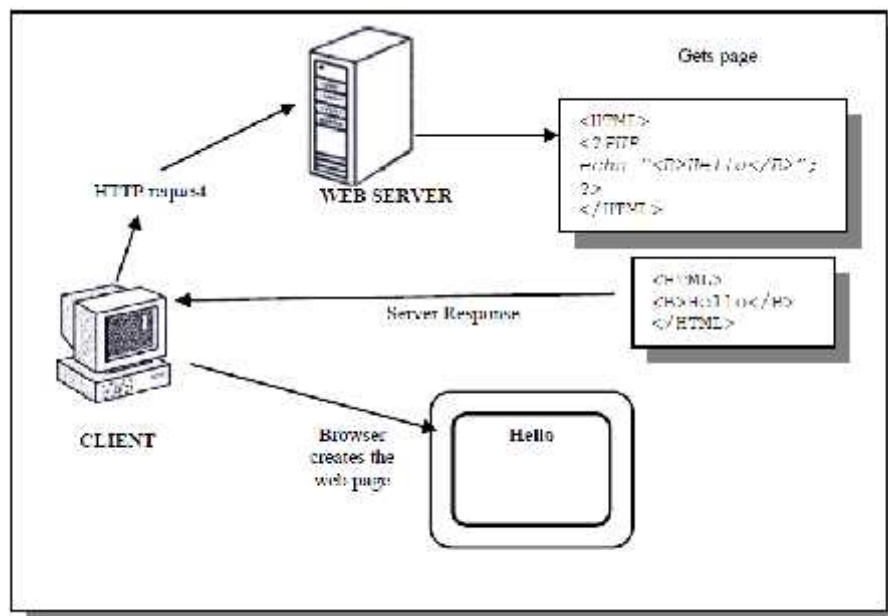 Gets page
<HTML>
<?PHP
echo "<B>Hello</B>";
?>
</HTML>
HTTP request
WEB SERVER
<HTML>
<B>Hello</B>
</HTML>
Server Response
CLIENT
Browser
creates the
web page
Hello